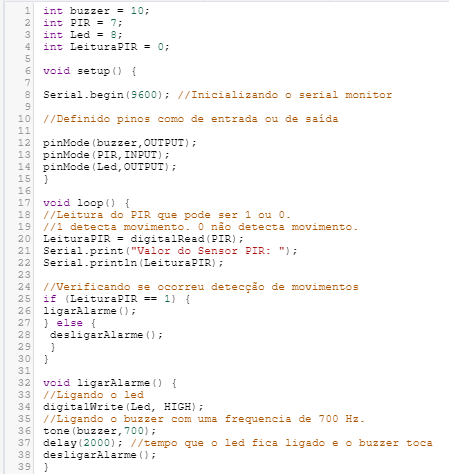 1 int buzzer = 10;
2 int PIR = 7;
3 int Led = 8;
4 int LeituraPIR = 0;
5
6 void setup() {
7
8 Serial.begin(9600); //Inicializando o serial monitor
9
10 //Definido pinos como de entrada ou de saída
11
12 pinMode(buzzer,OUTPUT);
13 pinMode(PIR,INPUT);
14 pinMode(Led,OUTPUT);
15 }
16
17 void loop() {
18 //Leitura do PIR que pode ser 1 ou 0.
19 //1 detecta movimento. 0 não detecta movimento.
20 LeituraPIR = digitalRead(PIR);
21 Serial.print("Valor do Sensor PIR: ");
22 Serial.println(LeituraPIR);
23
24 //Verificando se ocorreu detecção de movimentos
25 if (LeituraPIR == 1) {
26 ligarAlarme();
27 } else {
28 desligarAlarme();
29 }
30 }
31
32 void ligarAlarme() {
33 //Ligando o led
34 digitalWrite(Led, HIGH);
35 //Ligando o buzzer com uma frequencia de 700 Hz.
36 tone(buzzer,700);
37 delay(2000); //tempo que o led fica ligado e o buzzer toca
38 desligarAlarme();
39 }